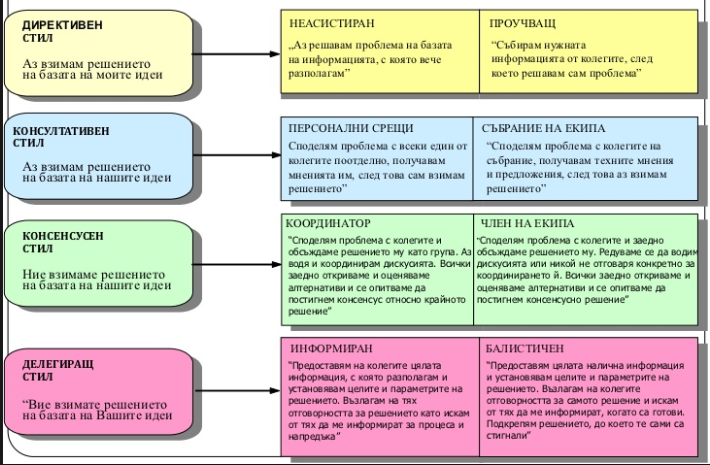 ДИРЕКТИВЕН
СТИЛ
Аз взимам решението
на базата на моите идеи
НЕАСИСТИРАН
„Аз решавам проблема на базата
на информацията, с която вече
разполагам”
ПРОУЧВАЩ
“Събирам нужната
информацията от колегите, след
което решавам сам проблема”
КОНСУЛТАТИВЕН
СТИЛ
Аз взимам решението
на базата на нашите идеи
ПЕРСОНАЛНИ СРЕЩИ
Споделям проблема с всеки един от
колегите поотделно, получавам
мненията им, след това сам взимам
решението”
СЪБРАНИЕ НА ЕКИПА
“Споделям проблема с колегите на
събрание, получавам техните мнения
и предложения, след това аз взимам
решението”
КОНСЕНСУСЕН
СТИЛ
Ние взимаме решението
на базата на нашите идеи
КООРДИНАТОР
“Споделям проблема с колегите и
обсъждаме решението му като група. Аз
водя и координирам дискусията. Всички
заедно откриваме и оценяваме
алтернативи и се опитваме да
постигнем консенсус относно крайното
решение”
ЧЛЕН НА ЕКИПА
“Споделям проблема с колегите и заедно
обсъждаме решението му. Редуваме се да водим
дискусията или никой не отговаря конкретно за
координирането й. Всички заедно откриваме и
оценяваме алтернативи и се опитваме да
постигнем консенсусно решение”
ДЕЛЕГИРАЩ
СТИЛ
“Вие взимате решението
на базата на Вашите идеи
ИНФОРМИРАН
“Предоставям на колегите цялата
информация, с която разполагам и
установявам целите и параметрите на
решението. Възлагам на тях
отговорността за решението като искам
от тях да ме информират за процеса и
напредъка”
БАЛИСТИЧЕН
“Предоставям цялата налична информация
и установявам целите и параметрите на
решението. Възлагам на колегите
отговорността за самото решение и искам
от тях да ме информират, когато са готови.
Подкрепям решението, до което те сами са
стигнали”